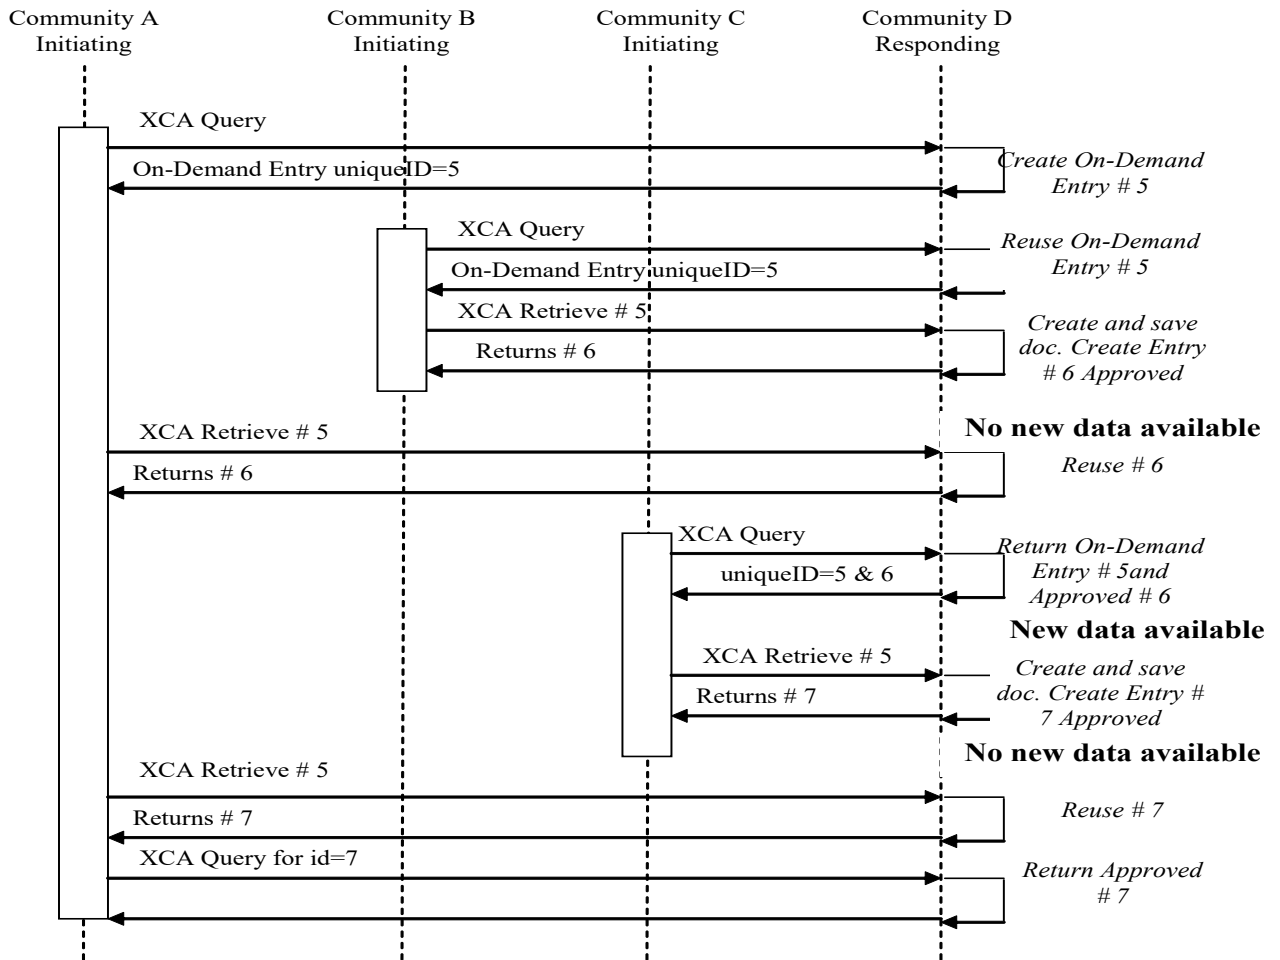 Community A
Initiating
Community B
Initiating
Community C
Initiating
Community D
Responding
XCA Query
On-Demand Entry uniqueID=5
Create On-Demand
Entry # 5
XCA Query
On-Demand Entry uniqueID=5
Reuse On-Demand
Entry # 5
XCA Retrieve # 5
Returns # 6
Create and save
doc. Create Entry
# 6 Approved
No new data available
XCA Retrieve # 5
Returns # 6
Reuse # 6
XCA Query
uniqueID=5 & 6
Return On-Demand
Entry # 5and
Approved # 6
New data available
XCA Retrieve # 5
Returns # 7
Create and save
doc. Create Entry #
7 Approved
No new data available
XCA Retrieve # 5
Returns # 7
Reuse # 7
XCA Query for id=7
Return Approved
# 7